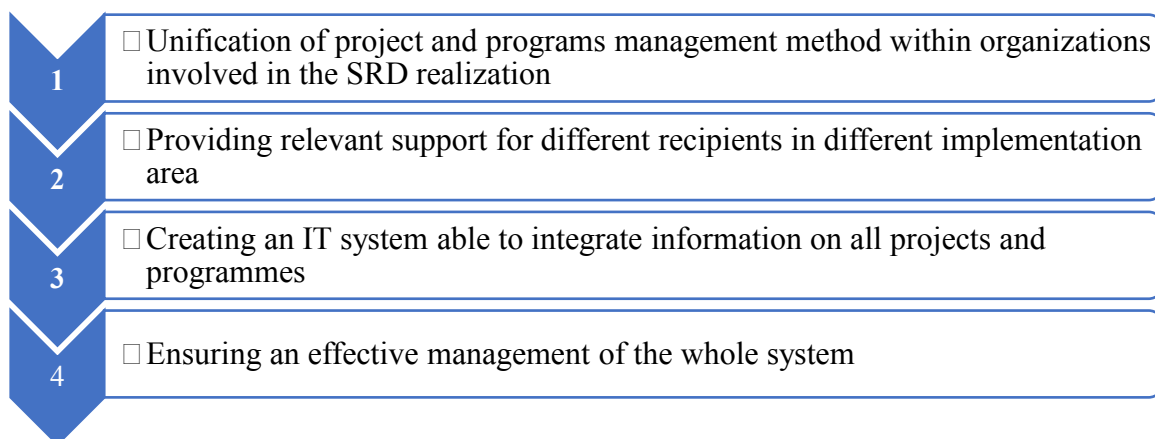 1
□ Unification of project and programs management method within organizations
involved in the SRD realization
2
□ Providing relevant support for different recipients in different implementation
area
3
□ Creating an IT system able to integrate information on all projects and
programmes
4
□ Ensuring an effective management of the whole system